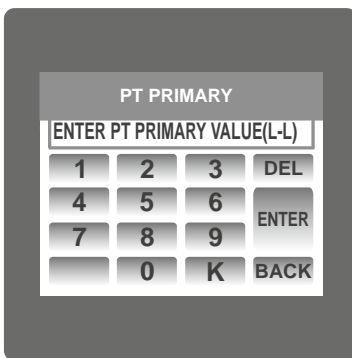 PT PRIMARY
ENTER PT PRIMARY VALUE(L-L)
1 2 3 DEL
4 5 6 ENTER
7 8 9
0 K BACK